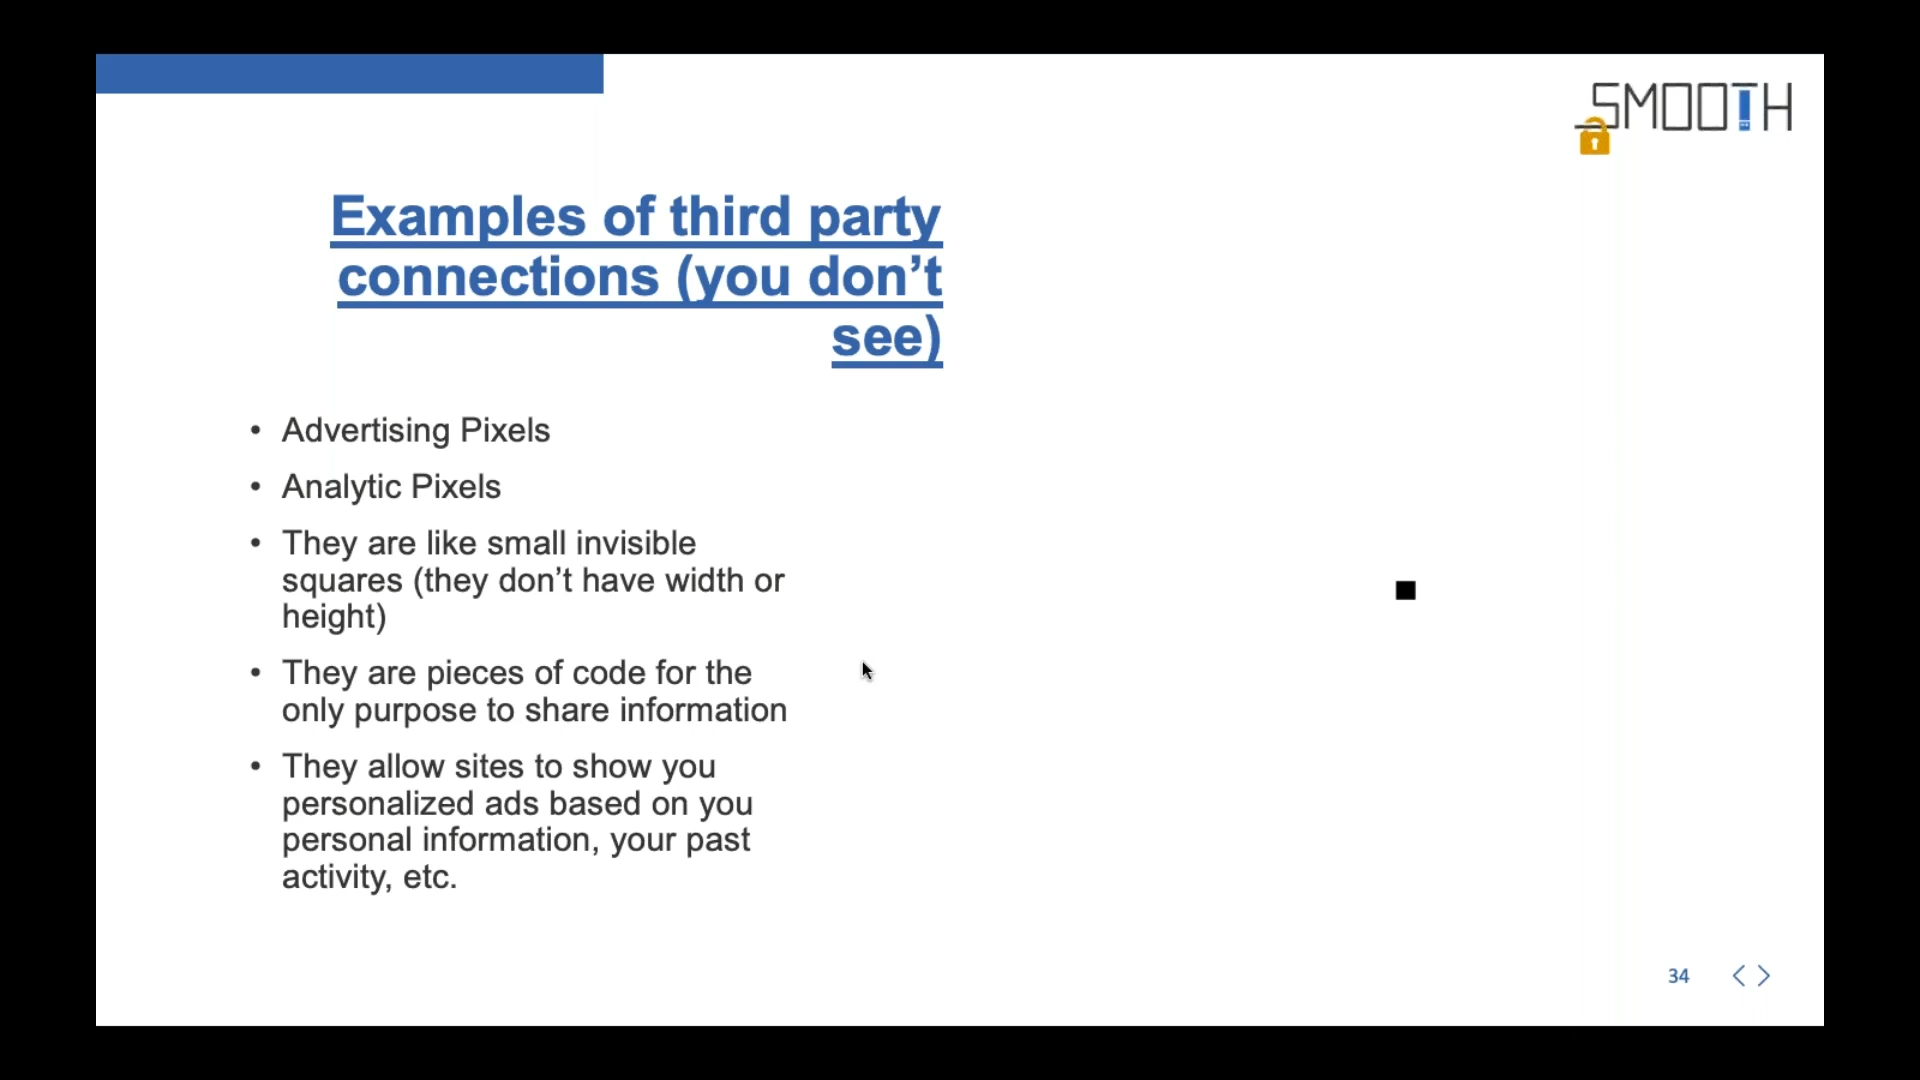 SMOOTH
Examples of third party
connections (you don’t
see)
• Advertising Pixels
• Analytic Pixels
• They are like small invisible
squares (they don’t have width or
height)
• They are pieces of code for the
only purpose to share information
• They allow sites to show you
personalized ads based on you
personal information, your past
activity, etc.
34